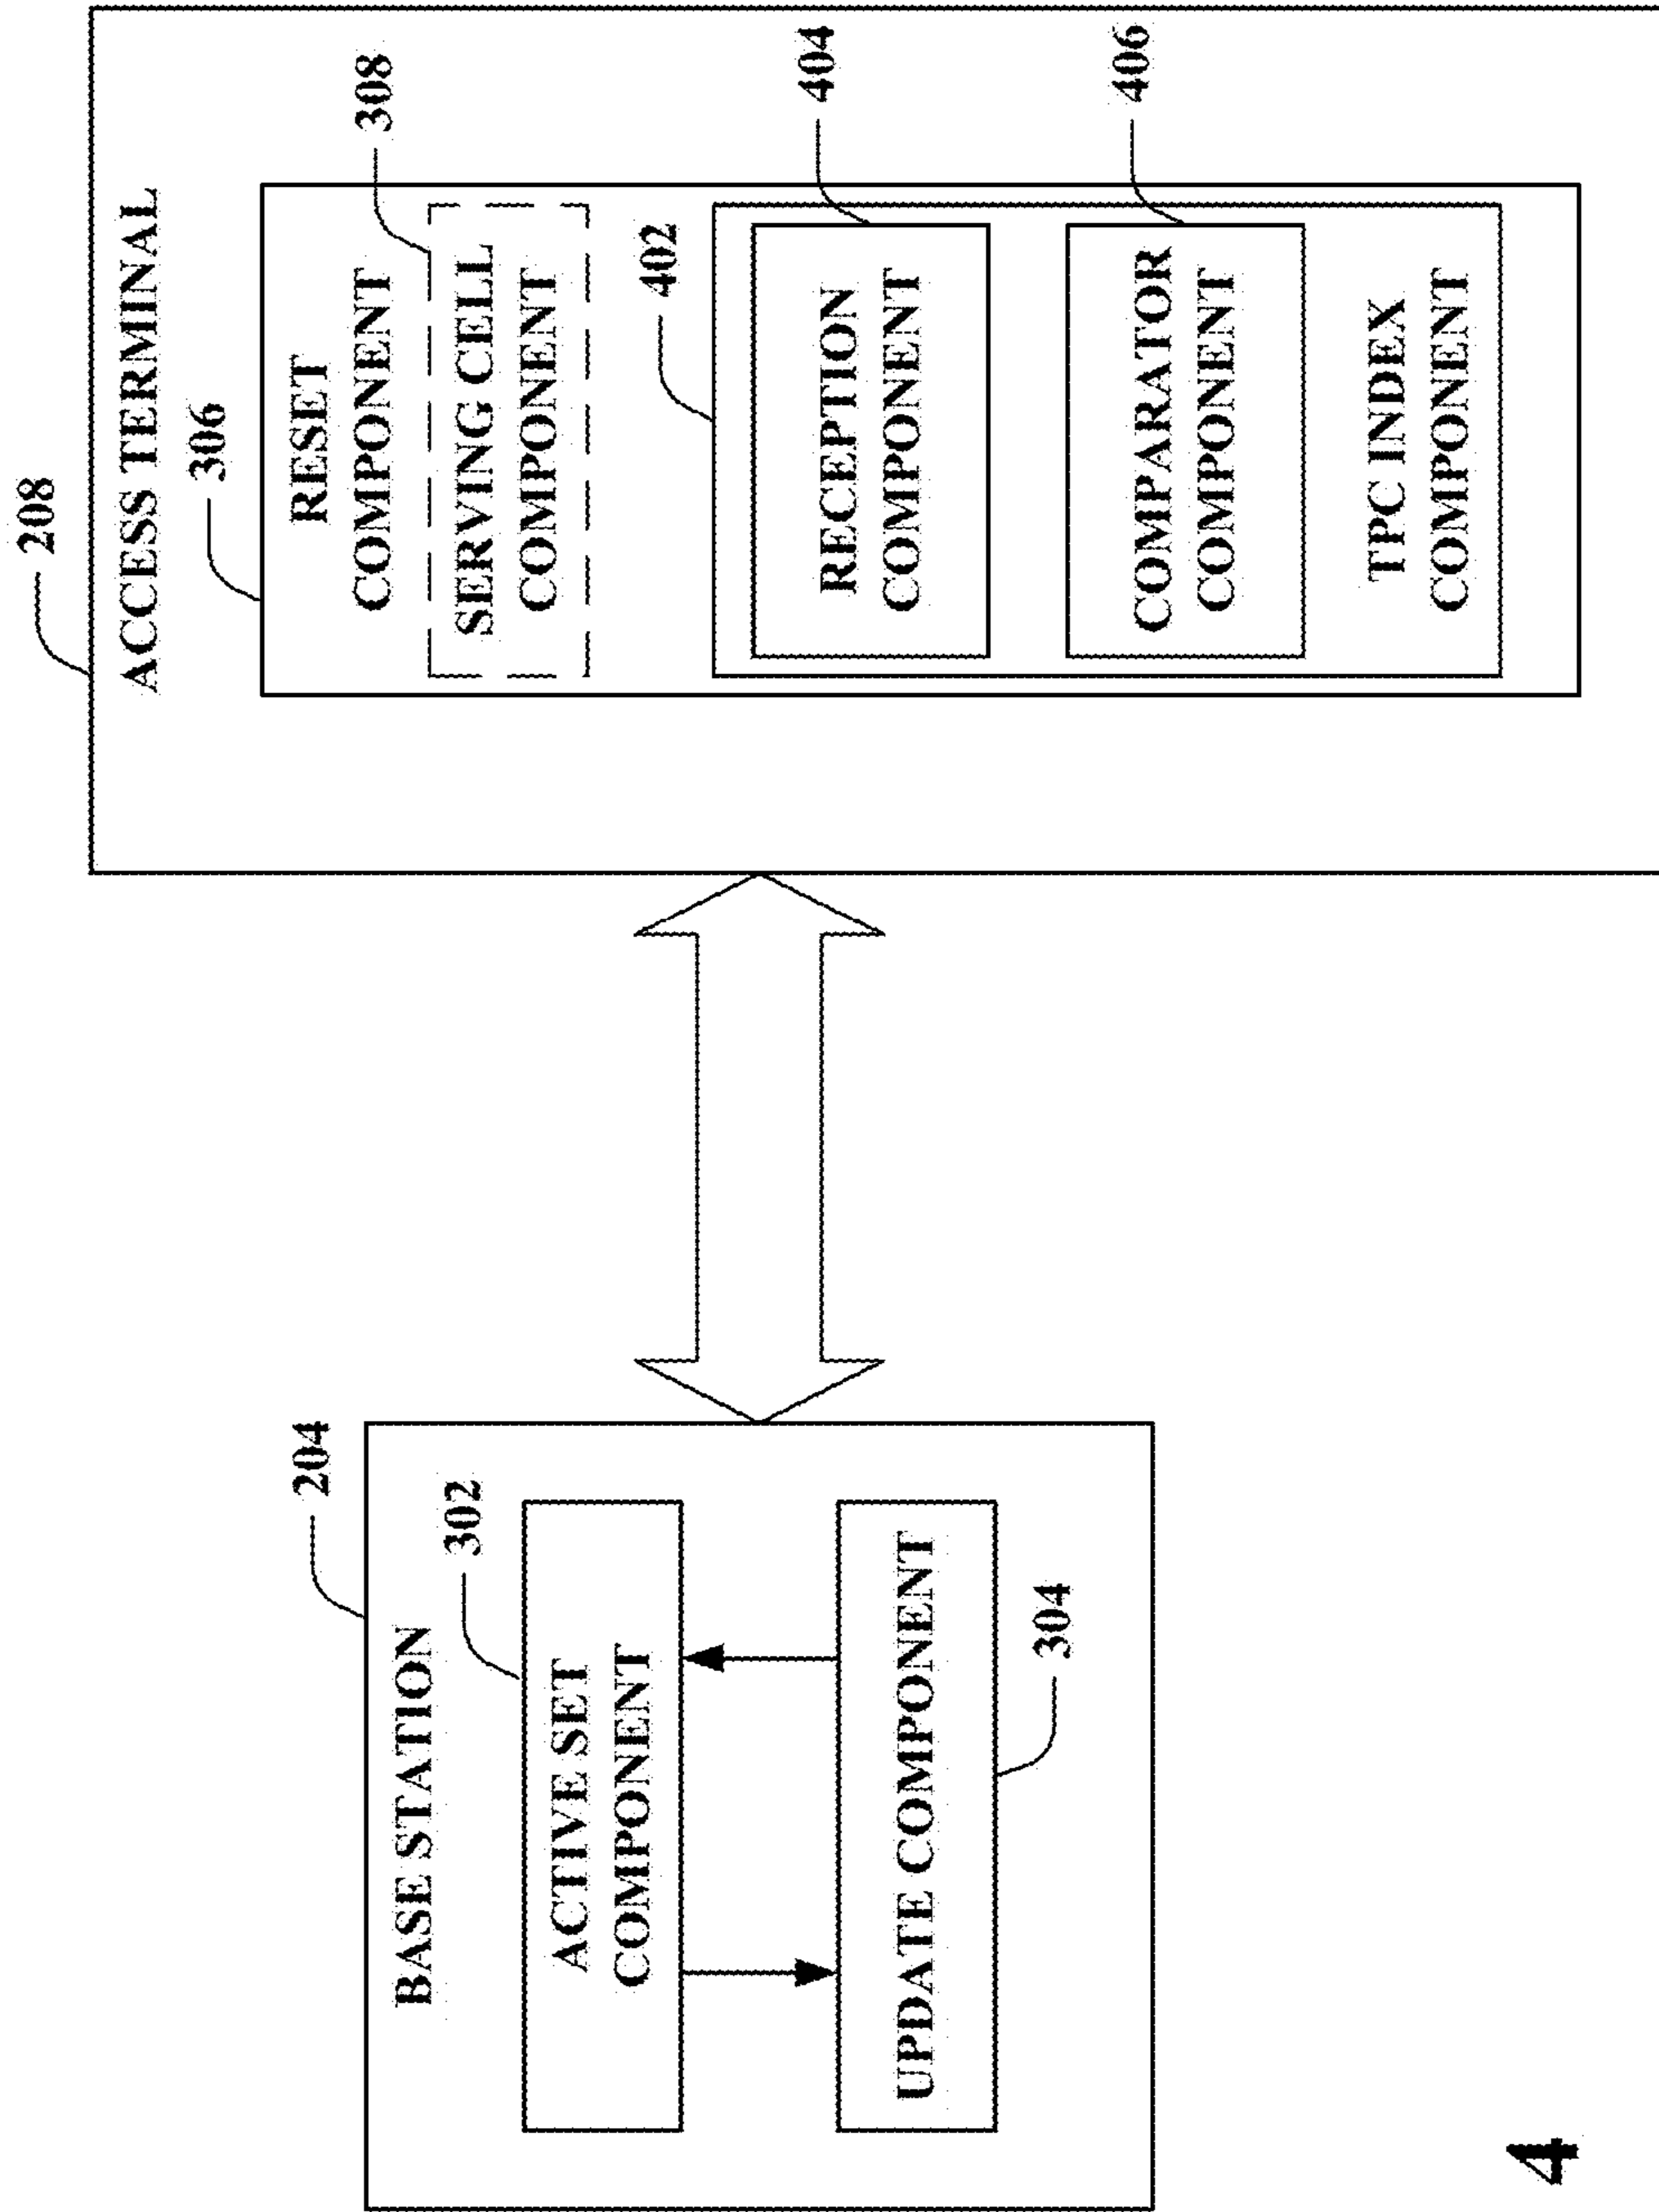 204
BASE STATION
302
ACTIVE SET
COMPONENT
UPDATE COMPONENT
304
208
ACCESS TERMINAL
306
RESET
COMPONENT
308
SERVING CELL
COMPONENT
402
404
RECEPTION
COMPONENT
406
COMPARATOR
COMPONENT
TPC INDEX
COMPONENT
4